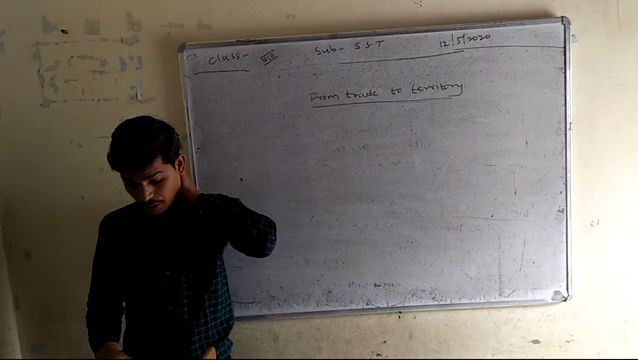 Class- VIII Sub- S.S.T 12/5/2020
From trade to territory